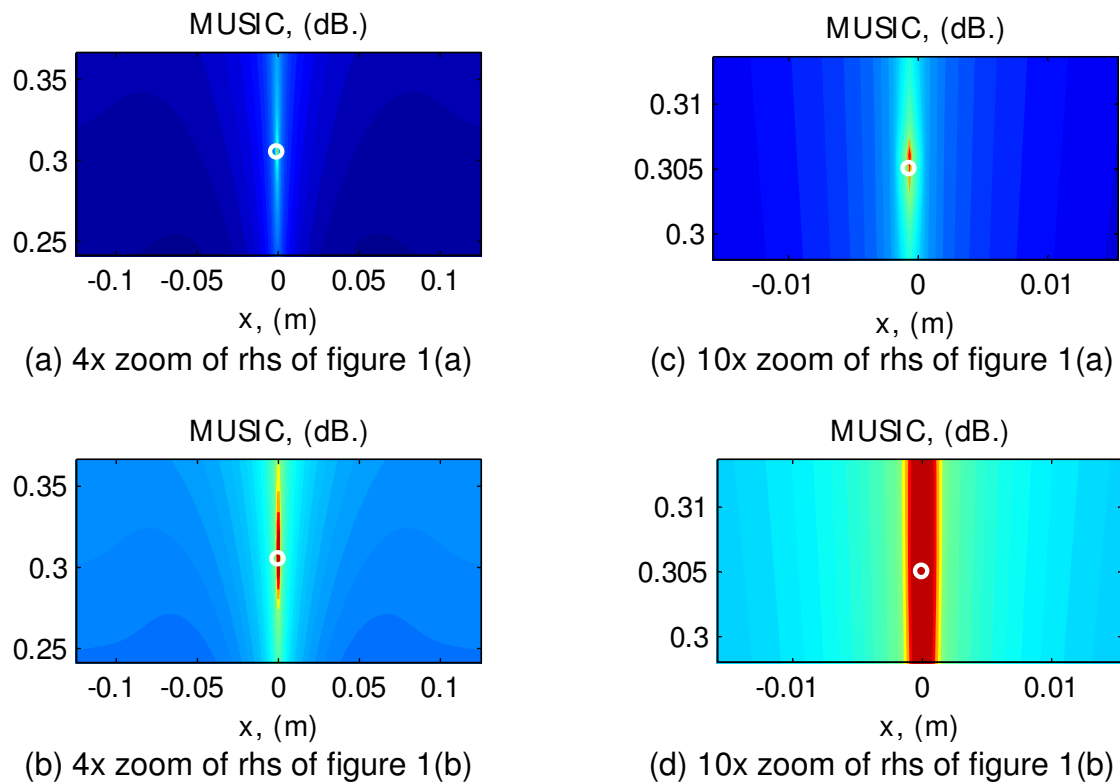 MUSIC, (dB.)
0.35
0.3
0.25
-0.1 -0.05 0 0.05 0.1
x, (m)
(a) 4x zoom of rhs of figure 1(a)
MUSIC, (dB.)
0.31
0.305
0.3
-0.01 0 0.01
x, (m)
(c) 10x zoom of rhs of figure 1(a)
MUSIC, (dB.)
0.35
0.3
0.25
-0.1 -0.05 0 0.05 0.1
x, (m)
(b) 4x zoom of rhs of figure 1(b)
MUSIC, (dB.)
0.31
0.305
0.3
-0.01 0 0.01
x, (m)
(d) 10x zoom of rhs of figure 1(b)